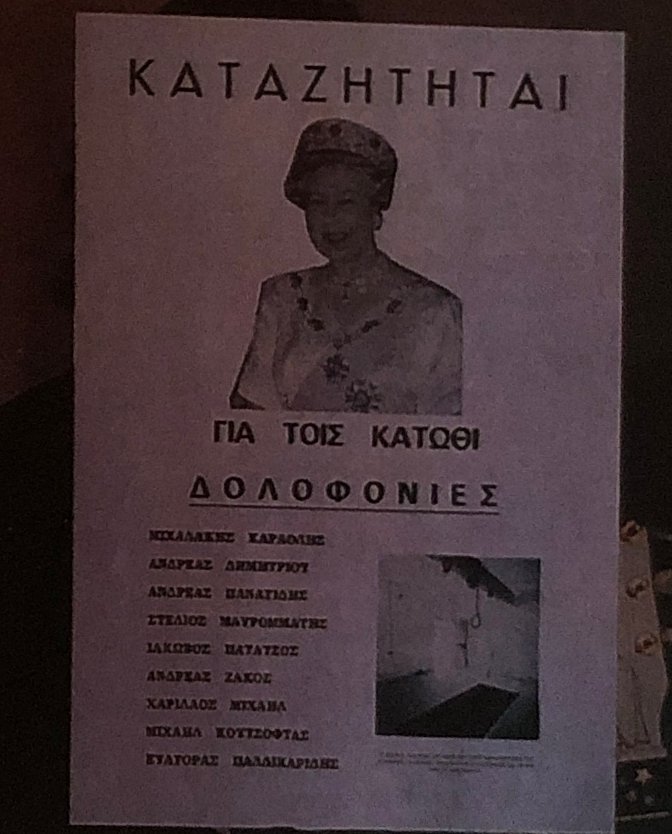 ΚΑΤΑΖΗΤΗΤΑΙ
ΓΙΑ ΤΟΙΣ ΚΑΤΩΘΙ
ΔΟΛΟΦΟΝΙΕΣ
ΜΙΧΑΛΑΚΗΣ ΚΑΡΑΟΛΗΣ
ΑΝΔΡΕΑΣ ΔΗΜΗΤΡΙΟΥ
ΑΝΔΡΕΑΣ ΠΑΝΑΓΙΔΗΣ
ΣΤΕΛΙΟΣ ΜΑΥΡΟΜΜΑΤΗΣ
ΙΑΚΩΒΟΣ ΠΑΤΑΤΣΟΣ
ΑΝΔΡΕΑΣ ΖΑΚΟΣ
ΧΑΡΙΛΑΟΣ ΜΙΧΑΗΛ
ΜΙΧΑΗΛ ΚΟΥΤΣΟΦΤΑΣ
ΕΥΑΓΟΡΑΣ ΠΑΛΛΙΚΑΡΙΔΗΣ